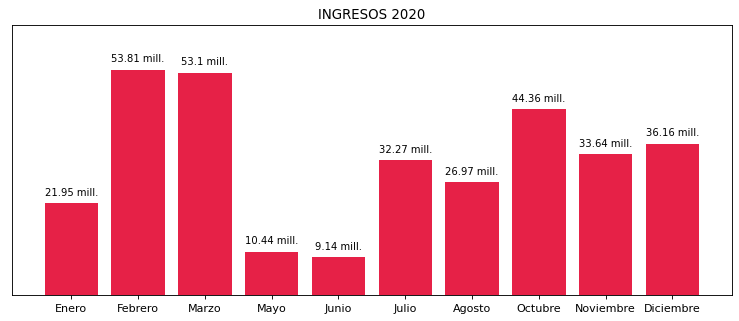 INGRESOS 2020
53.81 mill.
53.1 mill.
44.36 mill.
36.16 mill.
33.64 mill.
32.27 mill.
26.97 mill.
21.95 mill.
10.44 mill.
9.14 mill.
Enero Febrero Marzo Mayo Junio Julio Agosto Octubre Noviembre Diciembre